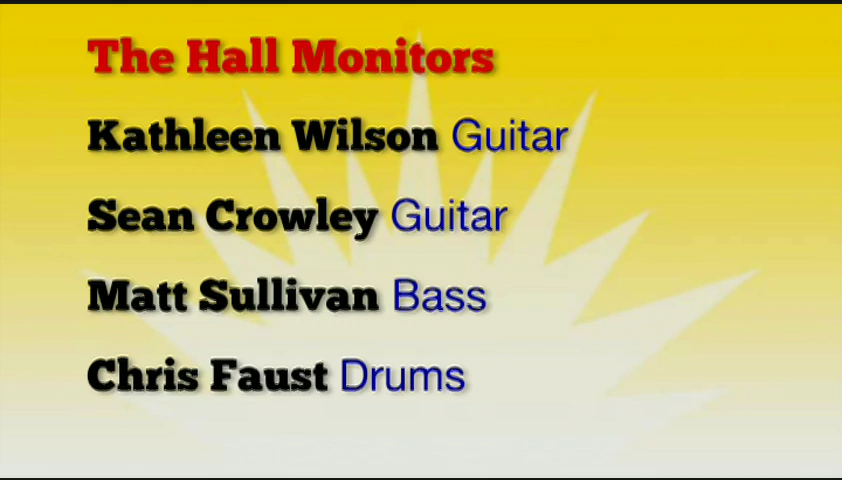 The Hall Monitors
Kathleen Wilson Guitar
Sean Crowley Guitar
Matt Sullivan Bass
Chris Faust Drums